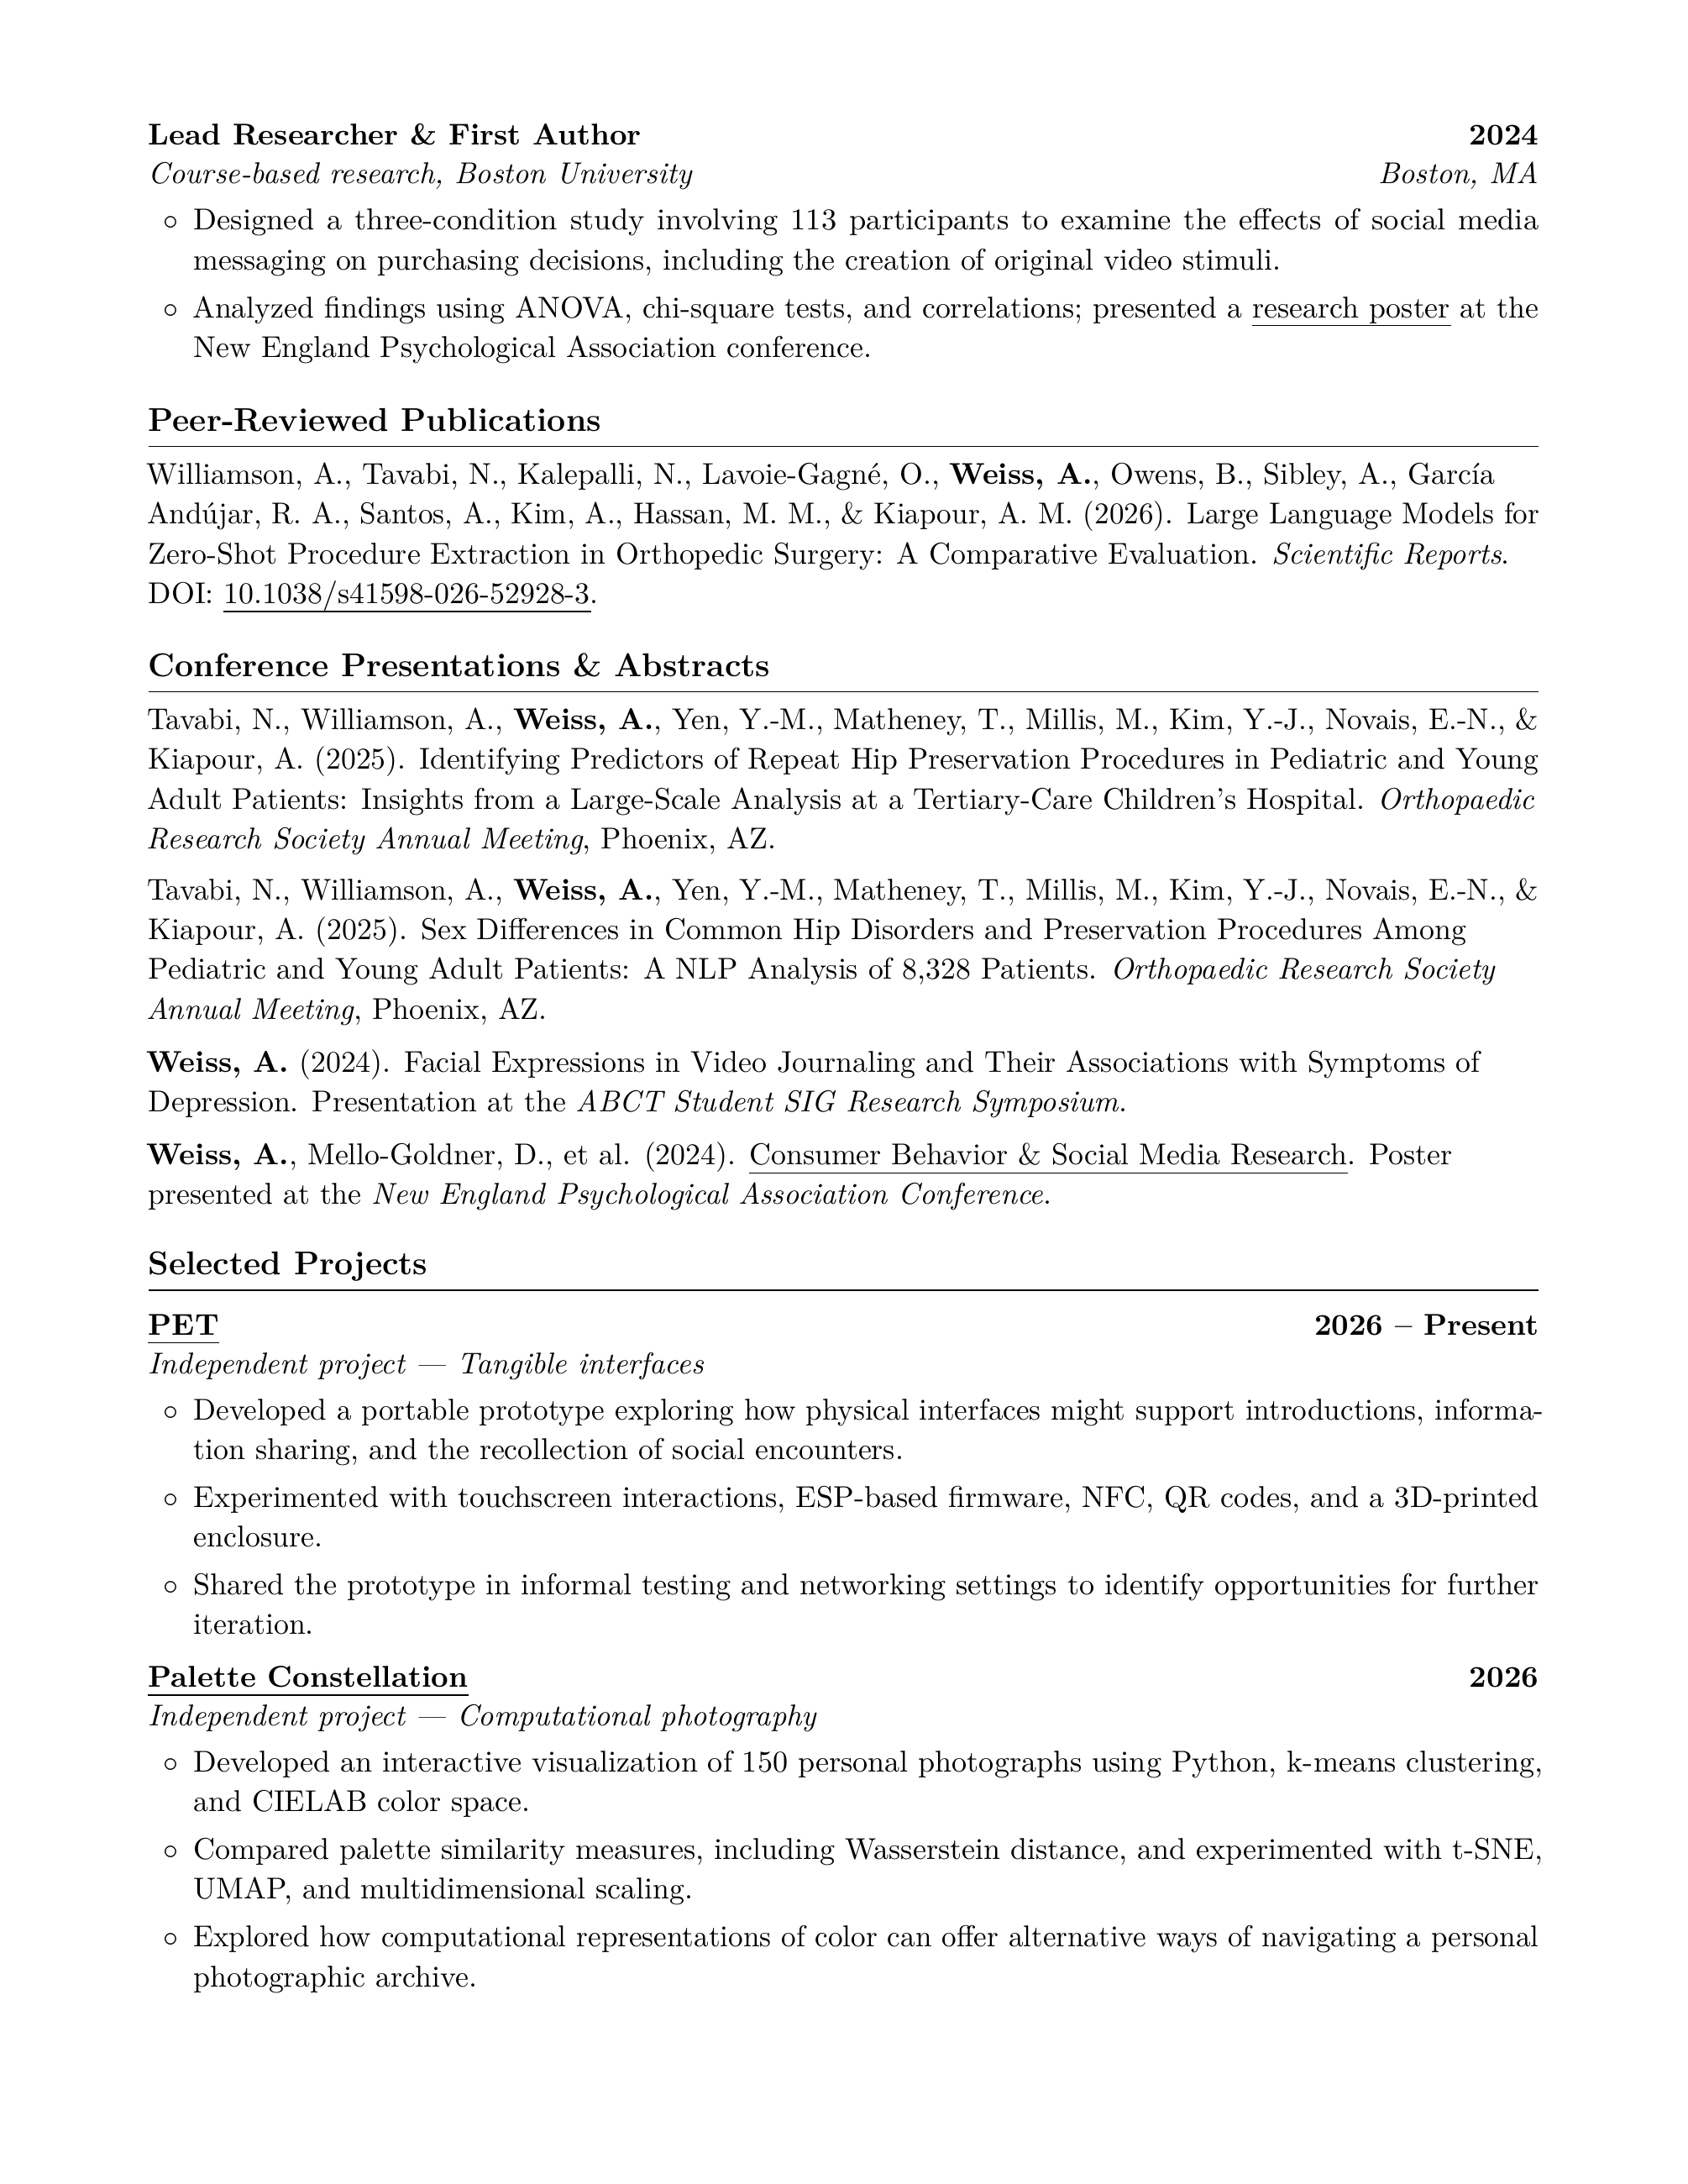 Lead Researcher & First Author 2024
Course-based research, Boston University Boston, MA
◦ Designed a three-condition study involving 113 participants to examine the effects of social media
messaging on purchasing decisions, including the creation of original video stimuli.
◦ Analyzed findings using ANOVA, chi-square tests, and correlations; presented a research poster at the
New England Psychological Association conference.
Peer-Reviewed Publications
Williamson, A., Tavabi, N., Kalepalli, N., Lavoie-Gagné, O., Weiss, A., Owens, B., Sibley, A., García
Andújar, R. A., Santos, A., Kim, A., Hassan, M. M., & Kiapour, A. M. (2026). Large Language Models for
Zero-Shot Procedure Extraction in Orthopedic Surgery: A Comparative Evaluation. Scientific Reports.
DOI: 10.1038/s41598-026-52928-3.
Conference Presentations & Abstracts
Tavabi, N., Williamson, A., Weiss, A., Yen, Y.-M., Matheney, T., Millis, M., Kim, Y.-J., Novais, E.-N., &
Kiapour, A. (2025). Identifying Predictors of Repeat Hip Preservation Procedures in Pediatric and Young
Adult Patients: Insights from a Large-Scale Analysis at a Tertiary-Care Children's Hospital. Orthopaedic
Research Society Annual Meeting, Phoenix, AZ.
Tavabi, N., Williamson, A., Weiss, A., Yen, Y.-M., Matheney, T., Millis, M., Kim, Y.-J., Novais, E.-N., &
Kiapour, A. (2025). Sex Differences in Common Hip Disorders and Preservation Procedures Among
Pediatric and Young Adult Patients: A NLP Analysis of 8,328 Patients. Orthopaedic Research Society
Annual Meeting, Phoenix, AZ.
Weiss, A. (2024). Facial Expressions in Video Journaling and Their Associations with Symptoms of
Depression. Presentation at the ABCT Student SIG Research Symposium.
Weiss, A., Mello-Goldner, D., et al. (2024). Consumer Behavior & Social Media Research. Poster
presented at the New England Psychological Association Conference.
Selected Projects
PET 2026 – Present
Independent project — Tangible interfaces
◦ Developed a portable prototype exploring how physical interfaces might support introductions, informa-
tion sharing, and the recollection of social encounters.
◦ Experimented with touchscreen interactions, ESP-based firmware, NFC, QR codes, and a 3D-printed
enclosure.
◦ Shared the prototype in informal testing and networking settings to identify opportunities for further
iteration.
Palette Constellation 2026
Independent project — Computational photography
◦ Developed an interactive visualization of 150 personal photographs using Python, k-means clustering,
and CIELAB color space.
◦ Compared palette similarity measures, including Wasserstein distance, and experimented with t-SNE,
UMAP, and multidimensional scaling.
◦ Explored how computational representations of color can offer alternative ways of navigating a personal
photographic archive.